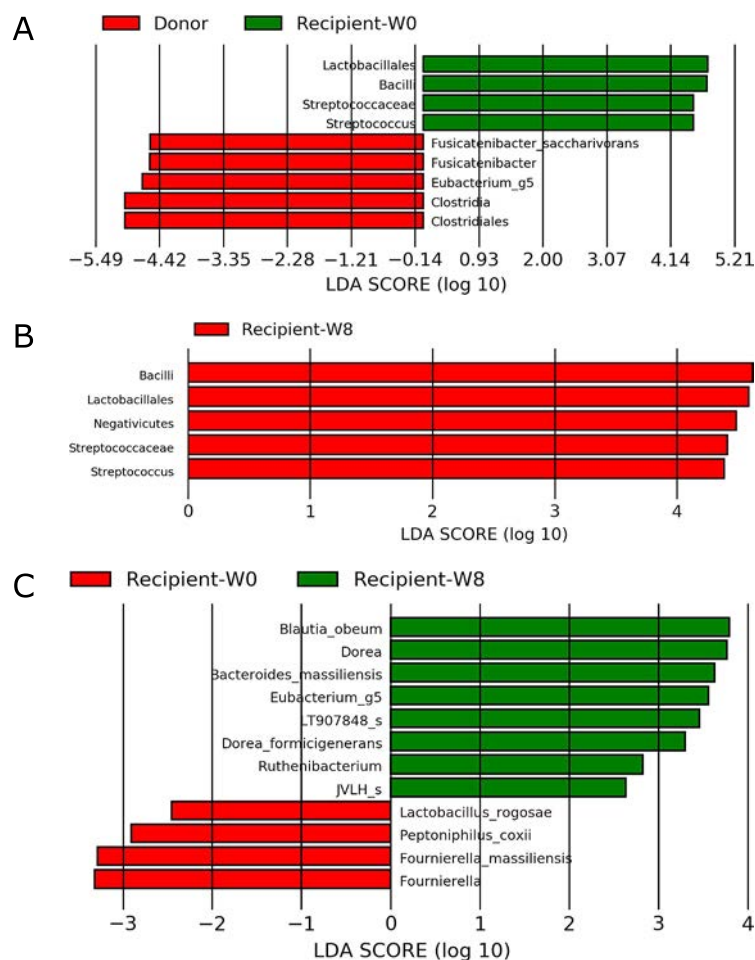 A
Donor Recipient-W0
Lactobacillales
Bacilli
Streptococcaceae
Streptococcus
Fusicatenibacter_saccharivorans
Fusicatenibacter
Eubacterium_g5
Clostridia
Clostridiales
−5.49 −4.42 −3.35 −2.28 −1.21 −0.14 0.93 2.00 3.07 4.14 5.21
LDA SCORE (log 10)
B
Recipient-W8
Bacilli
Lactobacillales
Negativicutes
Streptococcaceae
Streptococcus
0 1 2 3 4
LDA SCORE (log 10)
C
Recipient-W0 Recipient-W8
Blautia_obeum
Dorea
Bacteroides_massiliensis
Eubacterium_g5
LT907848_s
Dorea_formicigenerans
Ruthenibacterium
JVLH_s
Lactobacillus_rogosae
Peptoniphilus_coxii
Fournierella_massiliensis
Fournierella
−3 −2 −1 0 1 2 3 4
LDA SCORE (log 10)